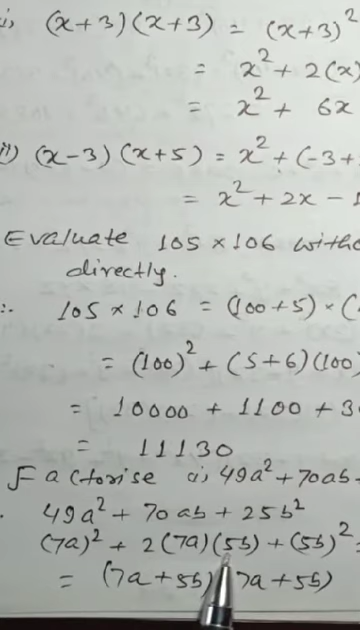 i) (x+3)(x+3) = (x+3)²
= x² + 2(x)
= x² + 6x
(x-3)(x+5) = x² + (-3+
= x² + 2x -
Evaluate 105 × 106
directly.
∴ 105 × 106 = (100+5) × (
= (100)² + (5+6)(100)
= 10000 + 1100 + 3
= 11130
Factorise i) 49a² + 70ab
49a² + 70ab + 25b²
(7a)² + 2(7a)(5b) + (5b)² =
= (7a+5b) (7a+5b)